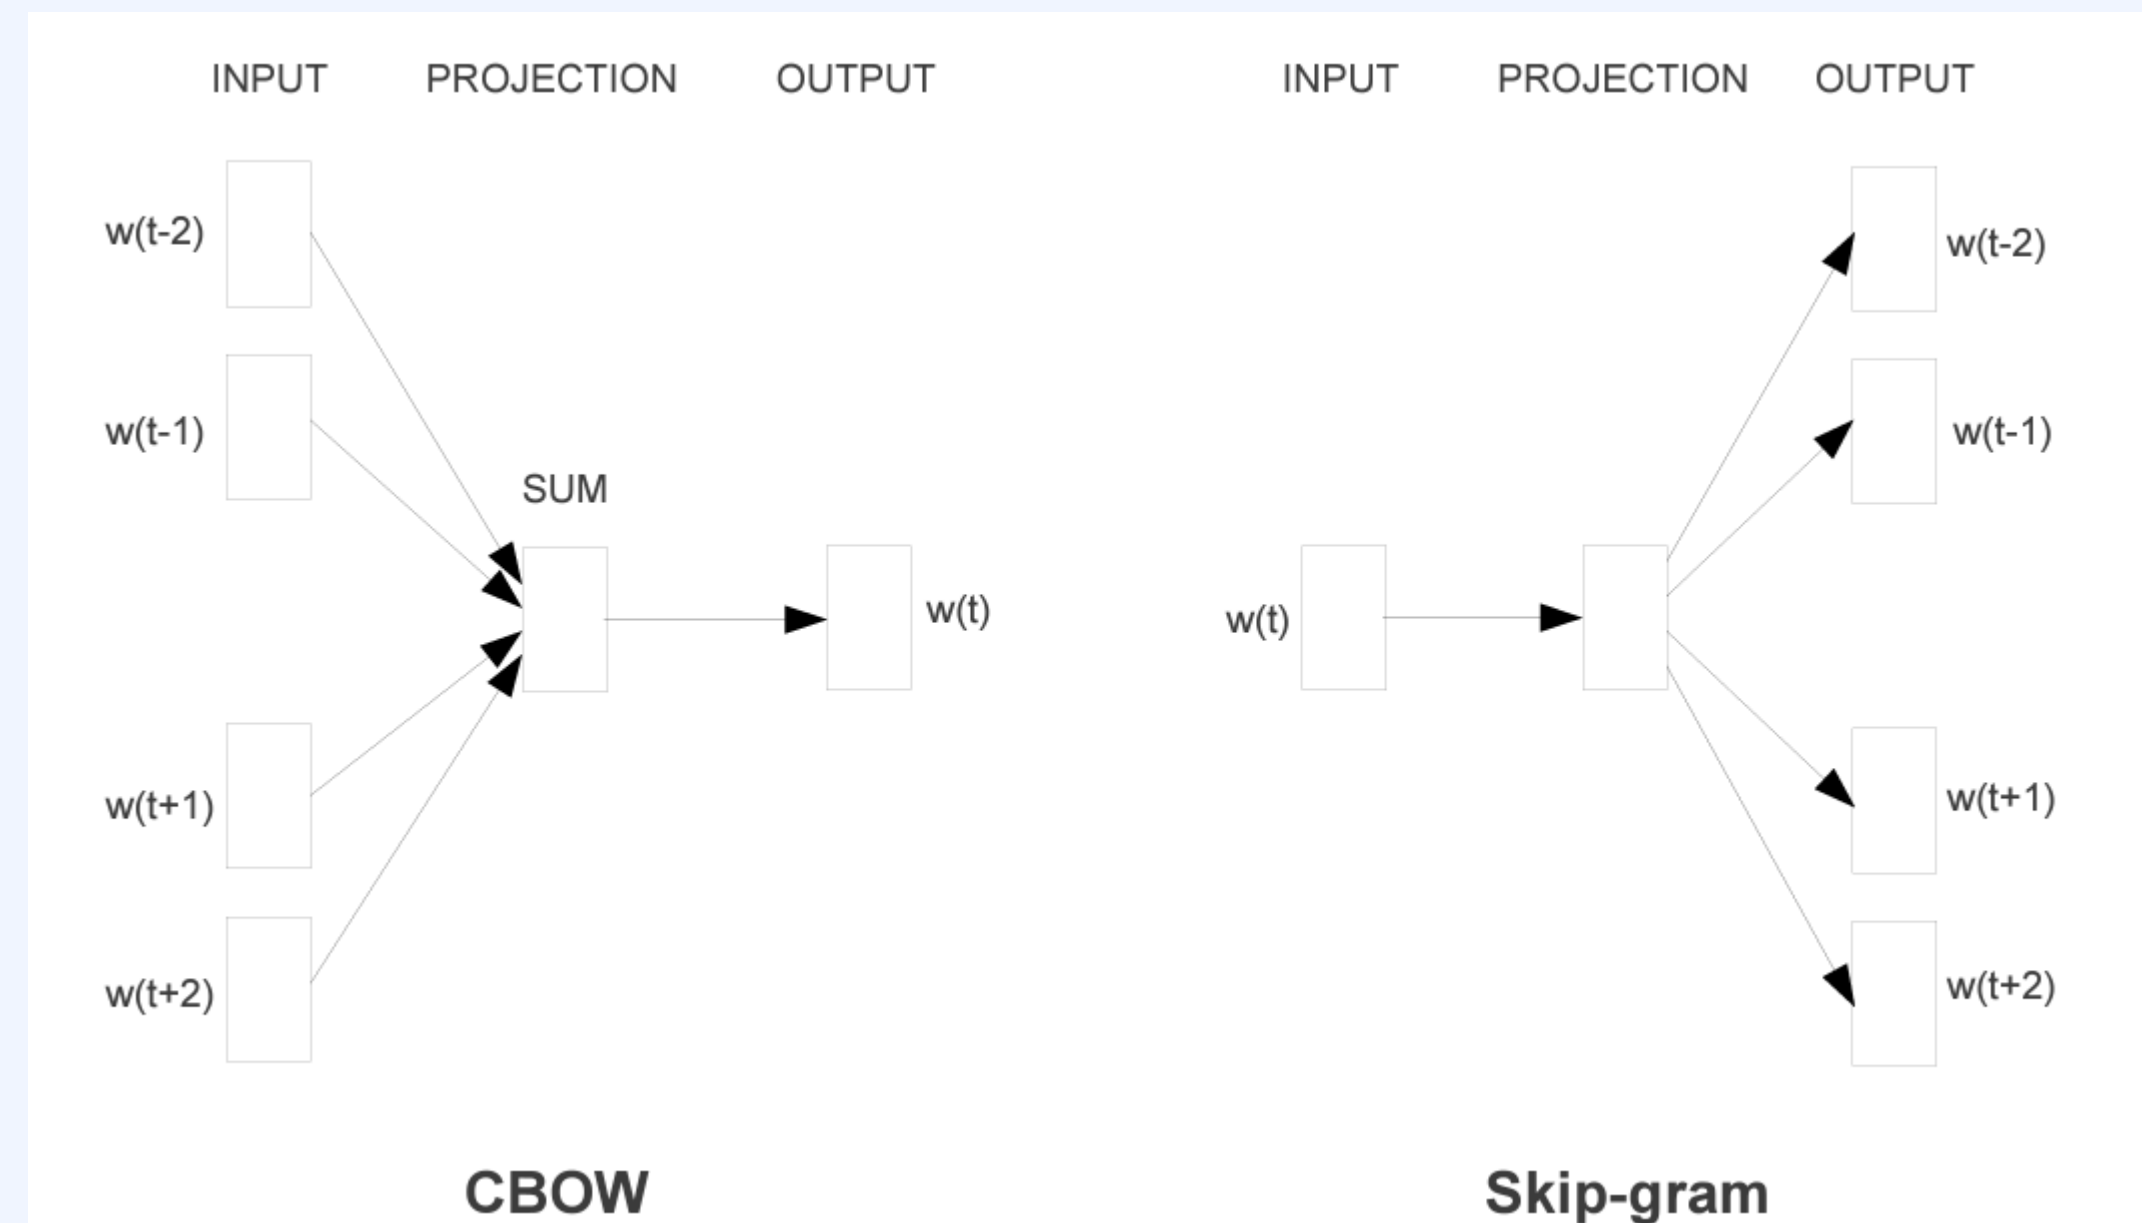 INPUT PROJECTION OUTPUT
w(t-2)
w(t-1)
SUM
w(t)
w(t+1)
w(t+2)
CBOW
INPUT PROJECTION OUTPUT
w(t-2)
w(t-1)
w(t)
w(t+1)
w(t+2)
Skip-gram